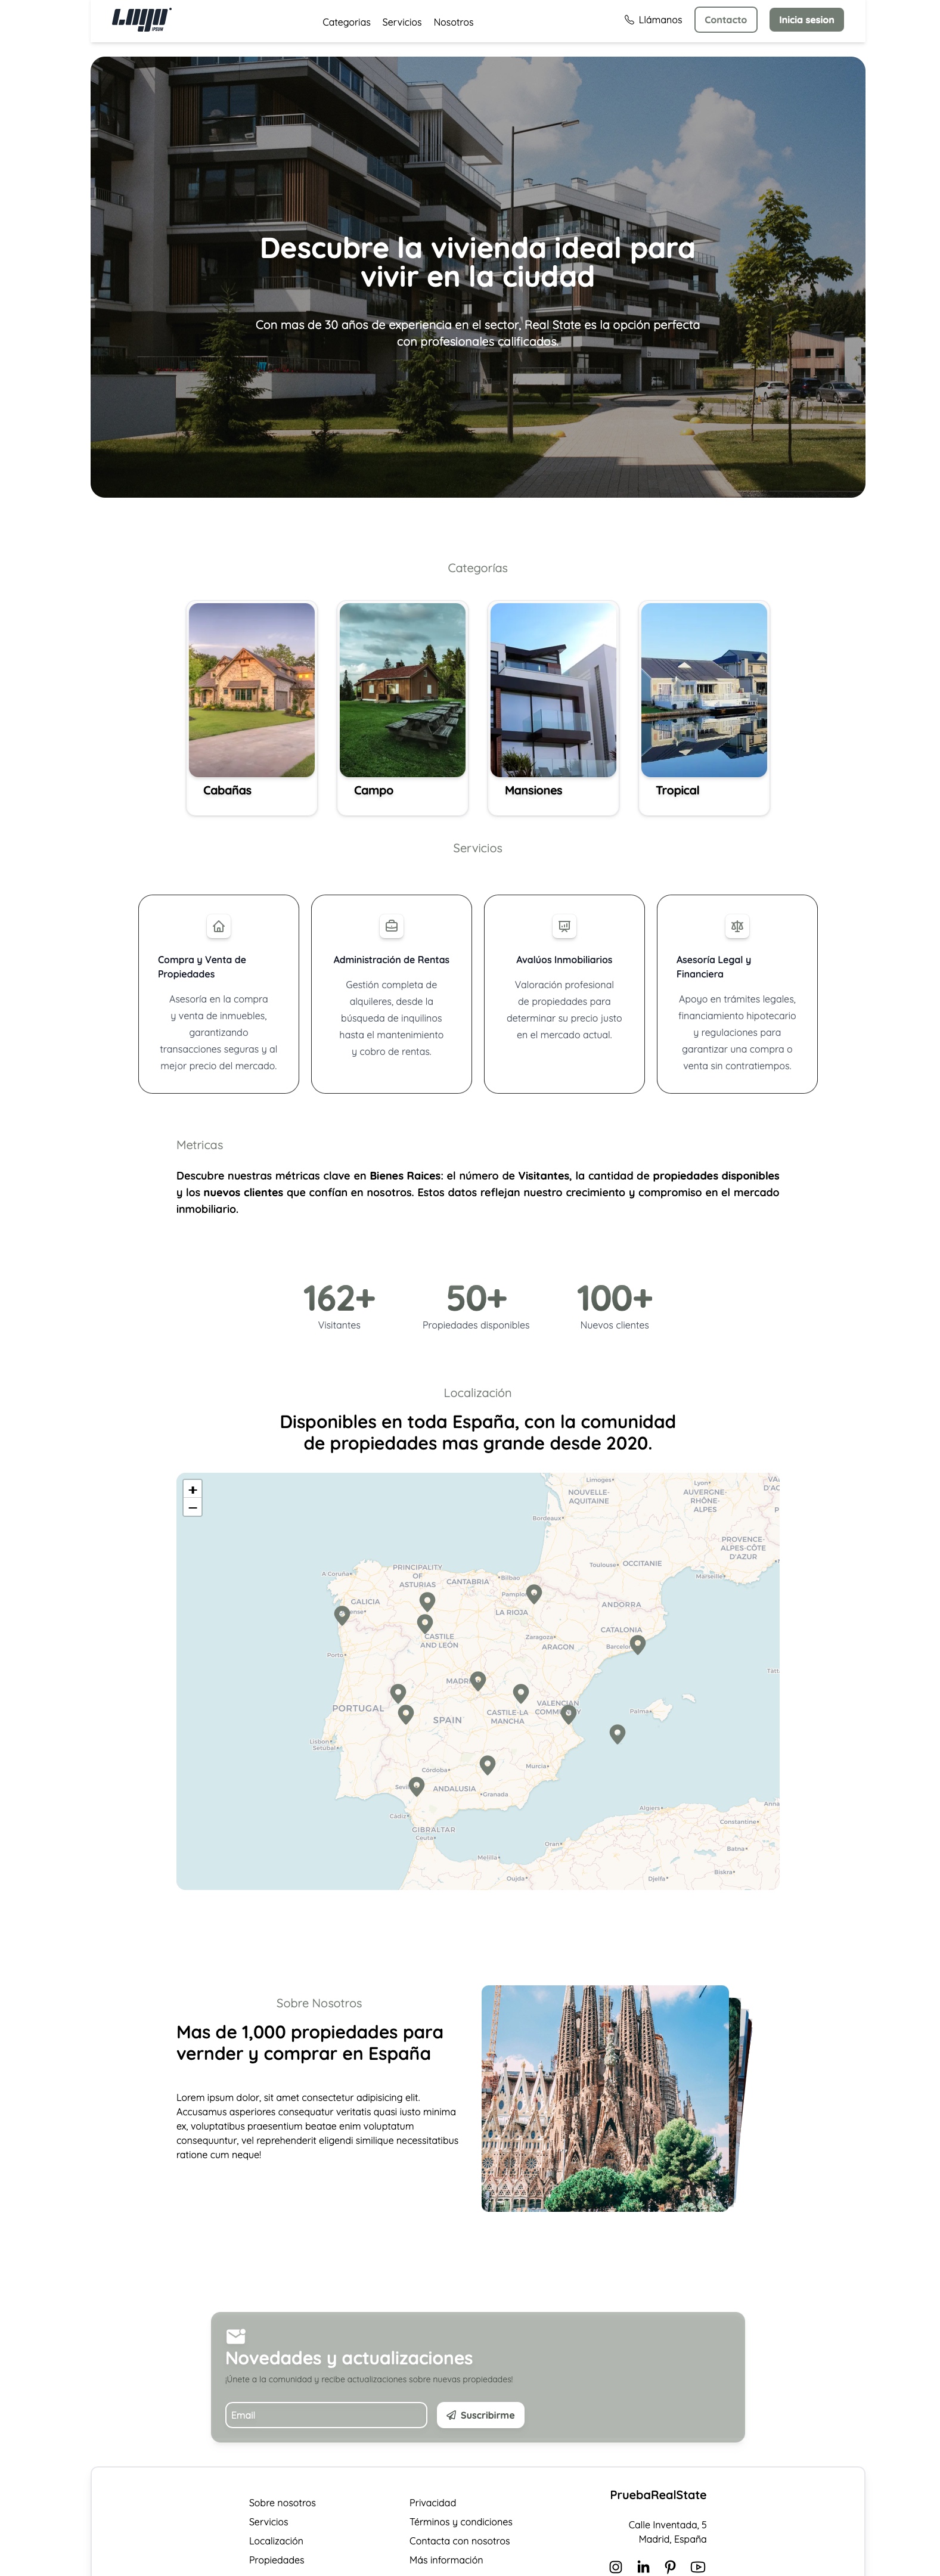 LOGO IPSUM
Categorias Servicios Nosotros
Llámanos Contacto Inicia sesion
Descubre la vivienda ideal para
vivir en la ciudad
Con mas de 30 años de experiencia en el sector, Real State es la opción perfecta
con profesionales calificados.
Categorías
Cabañas
Campo
Mansiones
Tropical
Servicios
Compra y Venta de
Propiedades
Asesoría en la compra
y venta de inmuebles,
garantizando
transacciones seguras y al
mejor precio del mercado.
Administración de Rentas
Gestión completa de
alquileres, desde la
búsqueda de inquilinos
hasta el mantenimiento
y cobro de rentas.
Avalúos Inmobiliarios
Valoración profesional
de propiedades para
determinar su precio justo
en el mercado actual.
Asesoría Legal y
Financiera
Apoyo en trámites legales,
financiamiento hipotecario
y regulaciones para
garantizar una compra o
venta sin contratiempos.
Metricas
Descubre nuestras métricas clave en Bienes Raices: el número de Visitantes, la cantidad de propiedades disponibles
y los nuevos clientes que confían en nosotros. Estos datos reflejan nuestro crecimiento y compromiso en el mercado
inmobiliario.
162+
Visitantes
50+
Propiedades disponibles
100+
Nuevos clientes
Localización
Disponibles en toda España, con la comunidad
de propiedades mas grande desde 2020.
+
−
Limoges
Lyon
NOUVELLE-
AQUITAINE
AUVERGNE-
RHÔNE-
ALPES
Bordeaux
PROVENCE-
ALPES-CÔTE
D'AZUR
Toulouse
OCCITANIE
Marseille
A Coruña
PRINCIPALITY
OF
ASTURIAS
CANTABRIA
Bilbao
GALICIA
LA RIOJA
ANDORRA
CATALONIA
CASTILE
AND LEÓN
Zaragoza
ARAGON
Porto
PORTUGAL
SPAIN
CASTILE-LA
MANCHA
Palma
Lisbon
Setúbal
Córdoba
Murcia
ANDALUSIA
Granada
Cádiz
GIBRALTAR
Ceuta
Algiers
Constantine
Oran
Melilla
Batna
Biskra
Oujda
Djelfa
Sobre Nosotros
Mas de 1,000 propiedades para
vernder y comprar en España
Lorem ipsum dolor, sit amet consectetur adipisicing elit.
Accusamus asperiores consequatur veritatis quasi iusto minima
ex, voluptatibus praesentium beatae enim voluptatum
consequuntur, vel reprehenderit eligendi similique necessitatibus
ratione cum neque!
Novedades y actualizaciones
¡Únete a la comunidad y recibe actualizaciones sobre nuevas propiedades!
Email
Suscribirme
Sobre nosotros
Servicios
Localización
Propiedades
Privacidad
Términos y condiciones
Contacta con nosotros
Más información
PruebaRealState
Calle Inventada, 5
Madrid, España